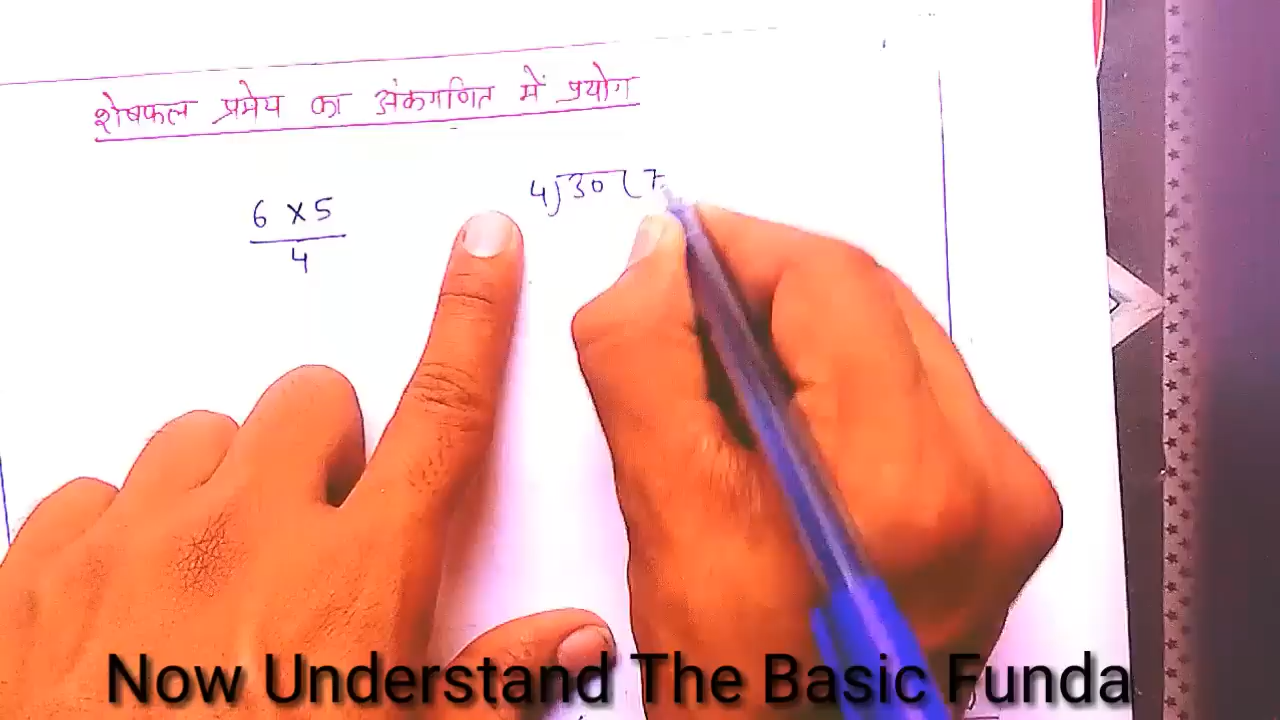 शेषफल प्रमेय का अंकगणित में प्रयोग
6 × 5
4
4)30(7
Now Understand The Basic Funda